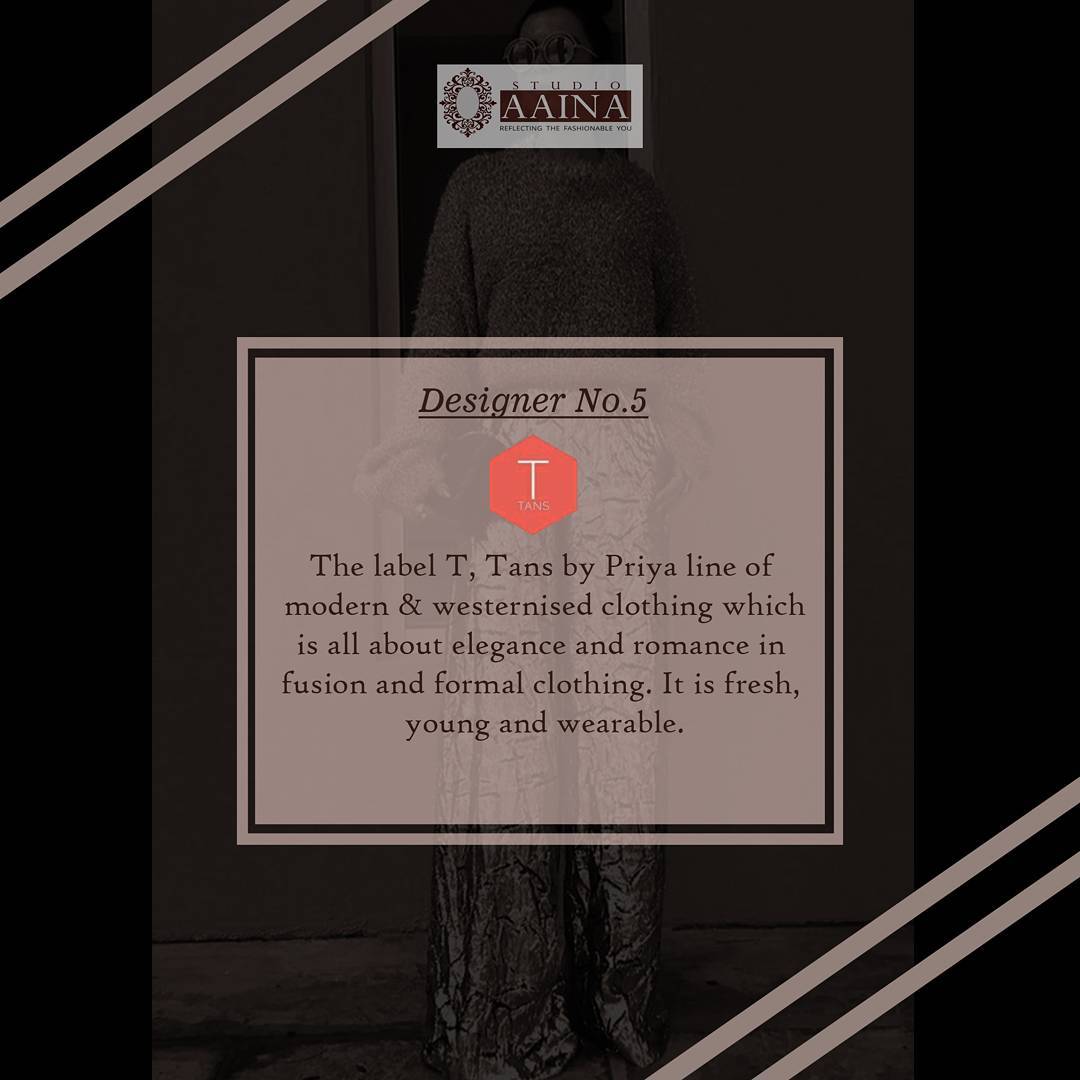 STUDIO
AAINA
REFLECTING THE FASHIONABLE YOU
Designer No.5
T
TANS
The label T, Tans by Priya line of
modern & westernised clothing which
is all about elegance and romance in
fusion and formal clothing. It is fresh,
young and wearable.